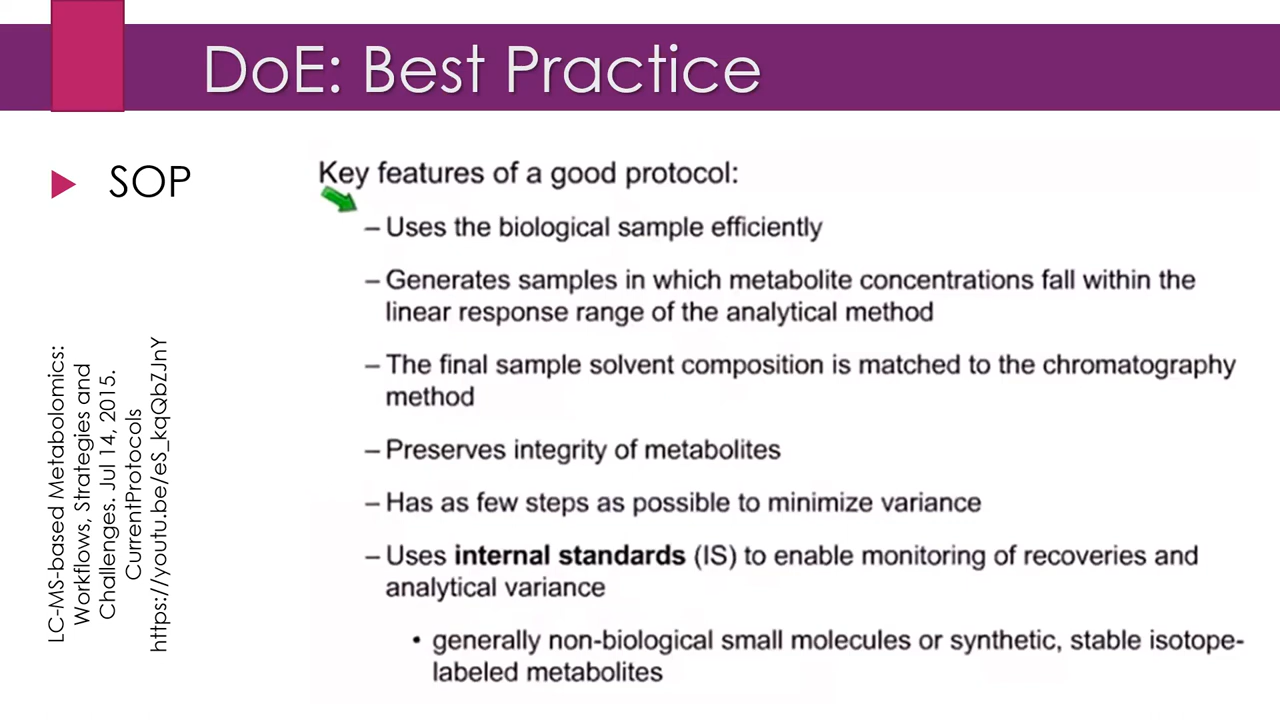 DoE: Best Practice
SOP
Key features of a good protocol:
– Uses the biological sample efficiently
– Generates samples in which metabolite concentrations fall within the
linear response range of the analytical method
– The final sample solvent composition is matched to the chromatography
method
– Preserves integrity of metabolites
– Has as few steps as possible to minimize variance
– Uses internal standards (IS) to enable monitoring of recoveries and
analytical variance
• generally non-biological small molecules or synthetic, stable isotope-
labeled metabolites
LC-MS-based Metabolomics:
Workflows, Strategies and
Challenges. Jul 14, 2015.
CurrentProtocols
https://youtu.be/eS_kqQbZJnY